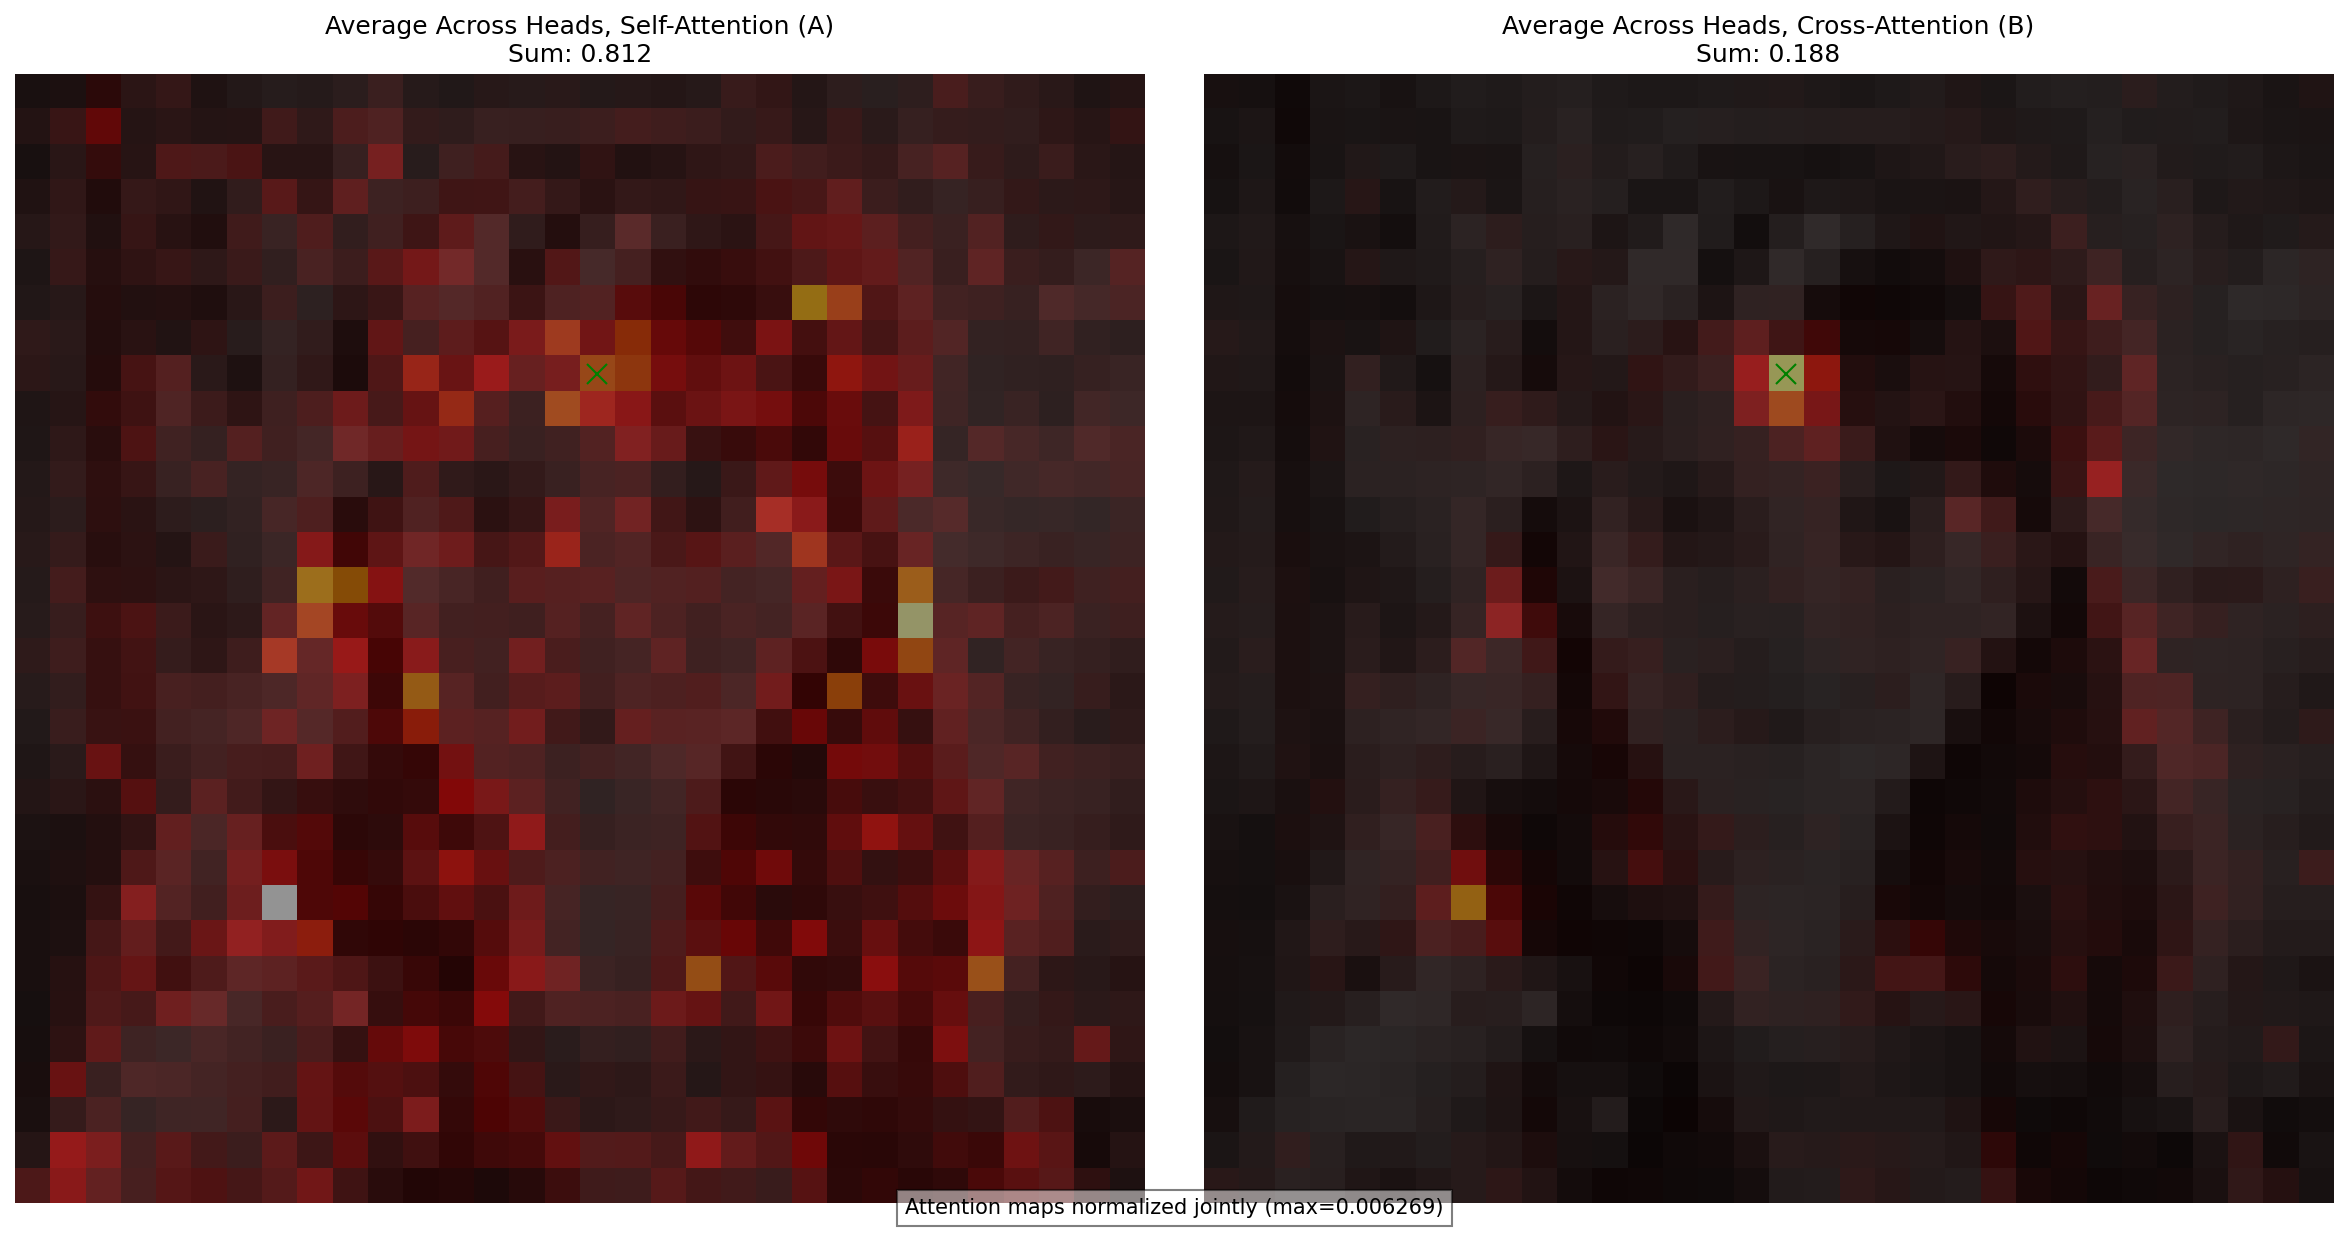 Average Across Heads, Self-Attention (A)
Sum: 0.812
Average Across Heads, Cross-Attention (B)
Sum: 0.188
Attention maps normalized jointly (max=0.006269)